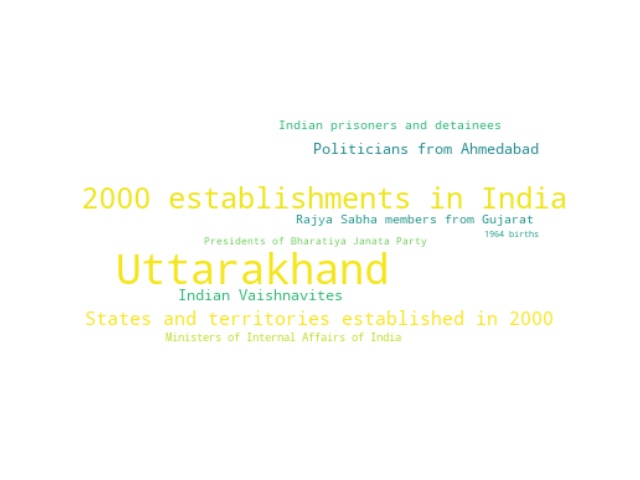 Indian prisoners and detainees
Politicians from Ahmedabad
2000 establishments in India
Rajya Sabha members from Gujarat
1964 births
Presidents of Bharatiya Janata Party
Uttarakhand
Indian Vaishnavites
States and territories established in 2000
Ministers of Internal Affairs of India